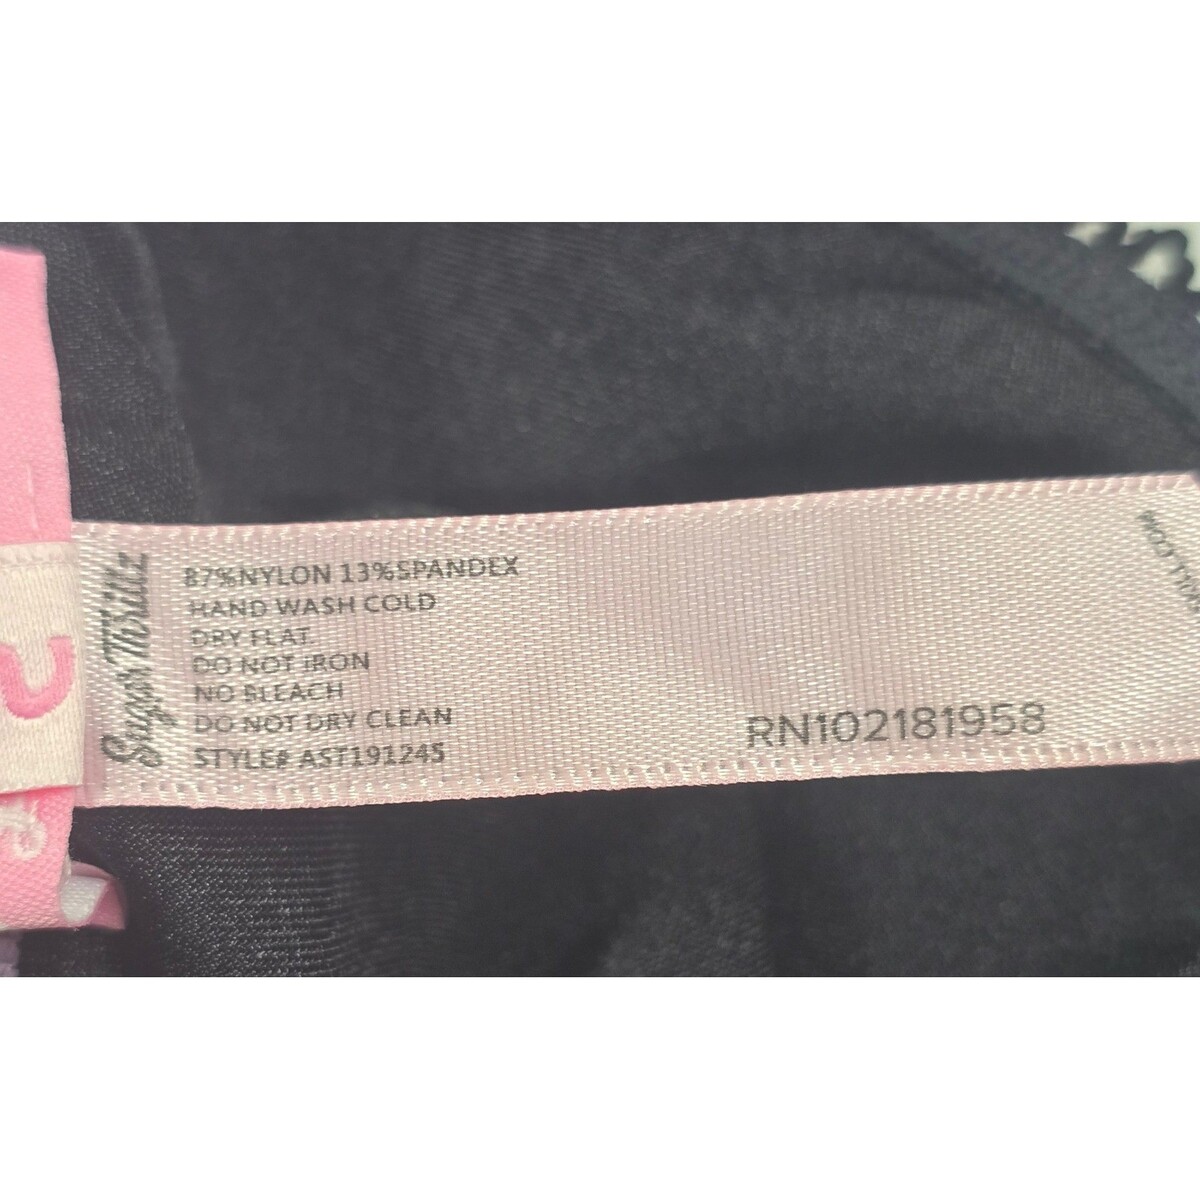 Sugar Thrillz
87%NYLON 13%SPANDEX
HAND WASH COLD
DRY FLAT.
DO NOT IRON
NO BLEACH
DO NOT DRY CLEAN
STYLE# AST191245
RN102181958